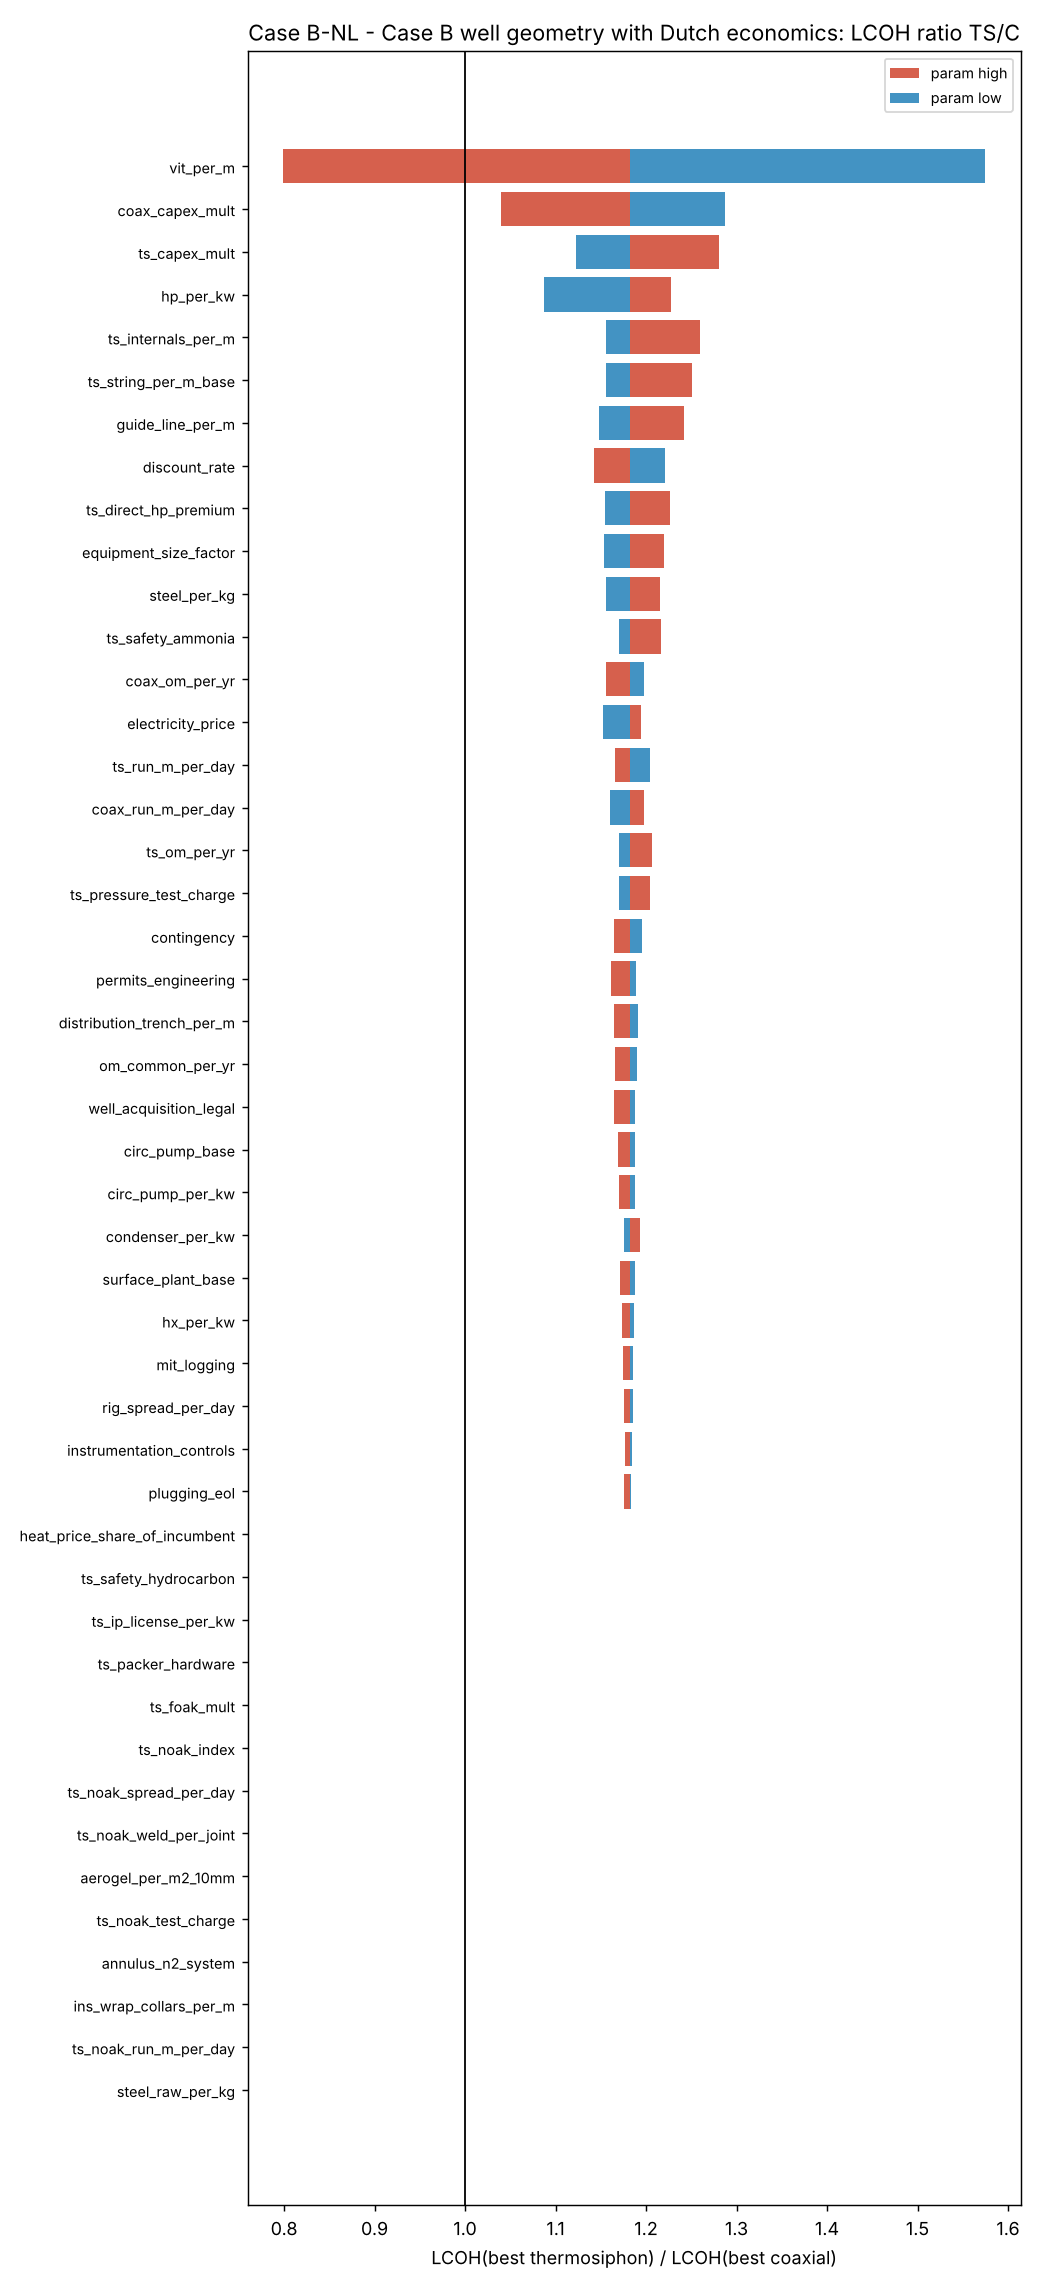 Case B-NL - Case B well geometry with Dutch economics: LCOH ratio TS/C
param high
param low
vit_per_m
coax_capex_mult
ts_capex_mult
hp_per_kw
ts_internals_per_m
ts_string_per_m_base
guide_line_per_m
discount_rate
ts_direct_hp_premium
equipment_size_factor
steel_per_kg
ts_safety_ammonia
coax_om_per_yr
electricity_price
ts_run_m_per_day
coax_run_m_per_day
ts_om_per_yr
ts_pressure_test_charge
contingency
permits_engineering
distribution_trench_per_m
om_common_per_yr
well_acquisition_legal
circ_pump_base
circ_pump_per_kw
condenser_per_kw
surface_plant_base
hx_per_kw
mit_logging
rig_spread_per_day
instrumentation_controls
plugging_eol
heat_price_share_of_incumbent
ts_safety_hydrocarbon
ts_ip_license_per_kw
ts_packer_hardware
ts_foak_mult
ts_noak_index
ts_noak_spread_per_day
ts_noak_weld_per_joint
aerogel_per_m2_10mm
ts_noak_test_charge
annulus_n2_system
ins_wrap_collars_per_m
ts_noak_run_m_per_day
steel_raw_per_kg
0.8 0.9 1.0 1.1 1.2 1.3 1.4 1.5 1.6
LCOH(best thermosiphon) / LCOH(best coaxial)